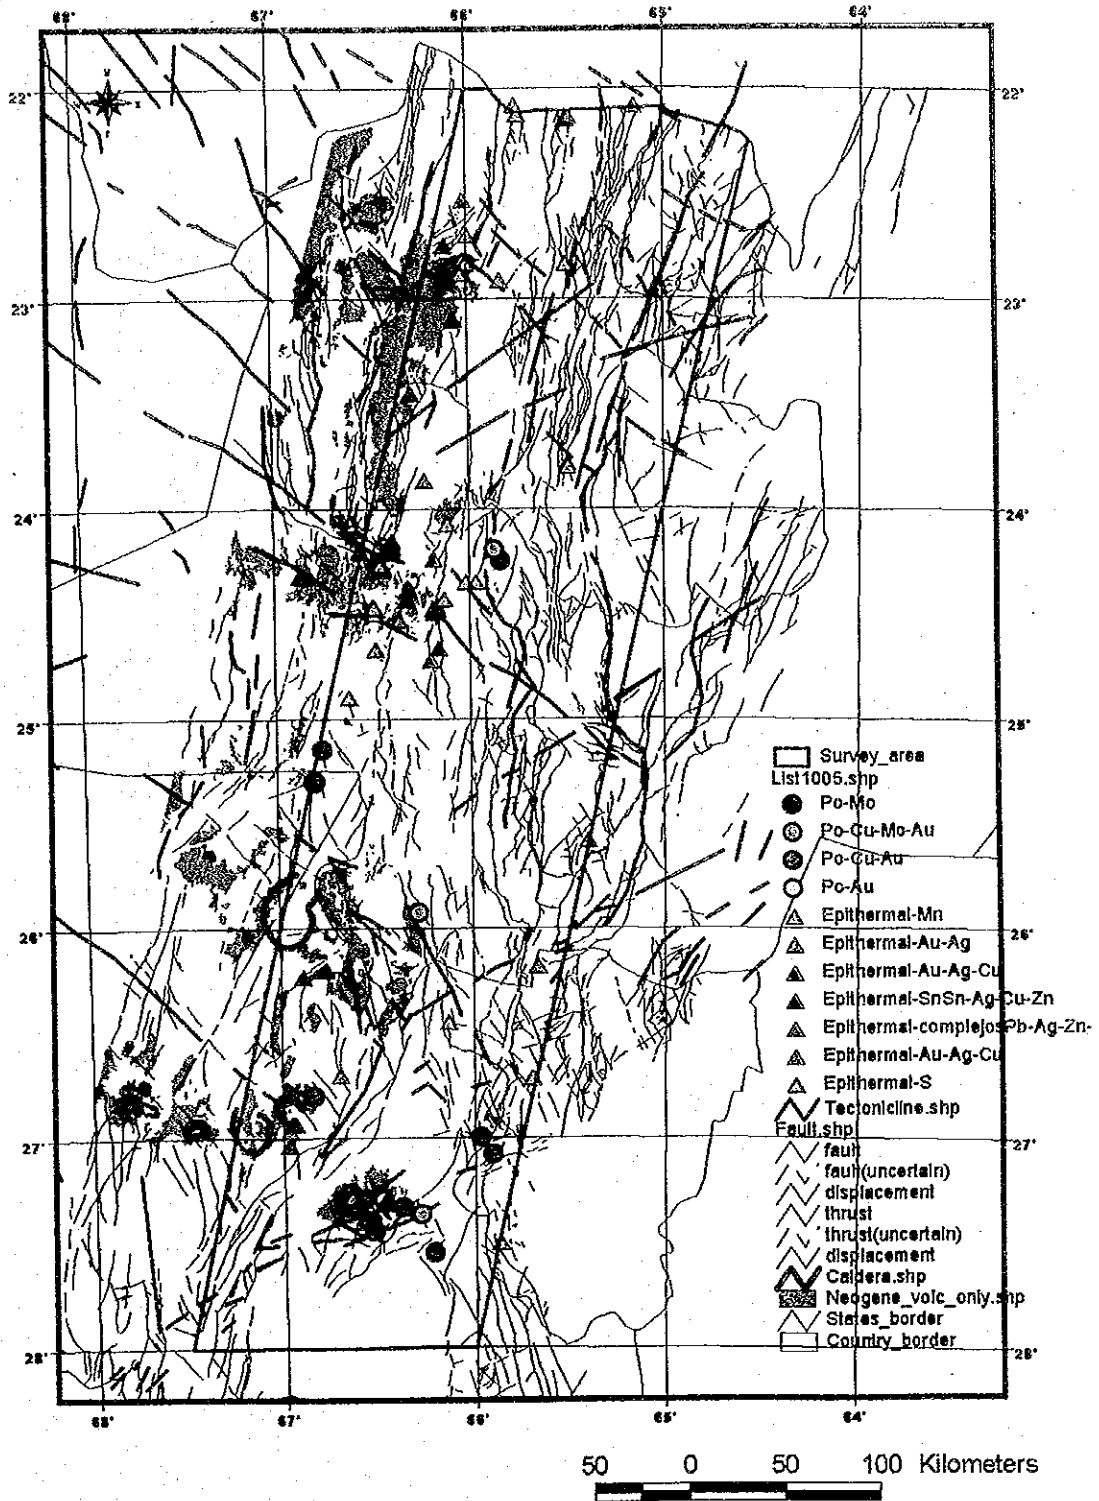 68° 67° 66° 65° 64°
22° 22°
23° 23°
24° 24°
25° 25°
Survey_area
List1005.shp
Po-Mo
Po-Cu-Mo-Au
Po-Cu-Au
Po-Au
Epithermal-Mn
26° 26°
Epithermal-Au-Ag
Epithermal-Au-Ag-Cu
Epithermal-SnSn-Ag-Cu-Zn
Epithermal-complejosPb-Ag-Zn-
Epithermal-Au-Ag-Cu
Epithermal-S
Tectonicline.shp
Fault.shp
27° 27°
fault
fault(uncertain)
displacement
thrust
thrust(uncertain)
displacement
Caldera.shp
Neogene_volc_only.shp
States_border
Country_border
28° 28°
68° 67° 66° 65° 64°
50 0 50 100 Kilometers